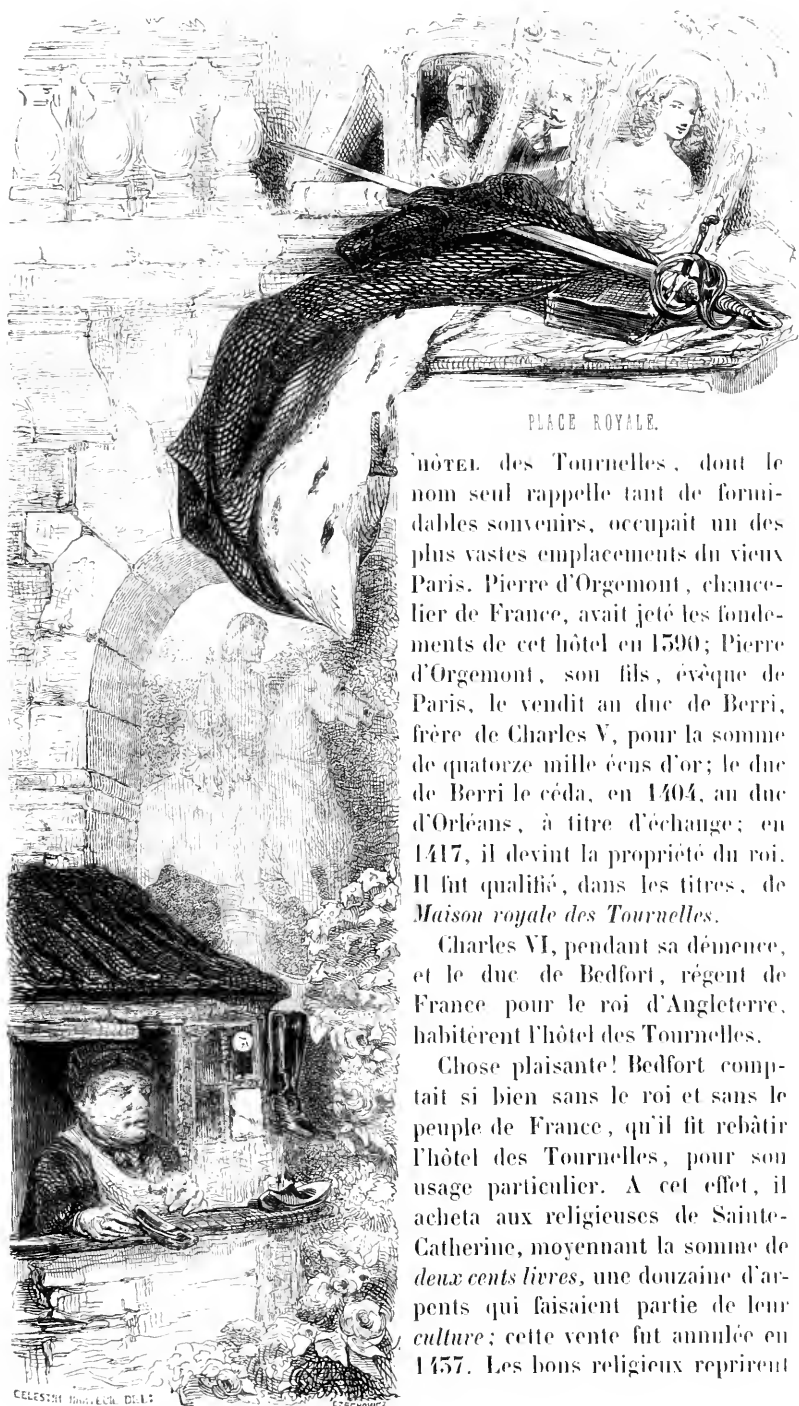 PLACE ROYALE.
'HÔTEL des Tournelles, dont le
nom seul rappelle tant de formi-
dables souvenirs, occupait un des
plus vastes emplacements du vieux
Paris. Pierre d'Orgemont, chance-
lier de France, avait jeté les fonde-
ments de cet hôtel en 1390; Pierre
d'Orgemont, son fils, évêque de
Paris, le vendit au duc de Berri,
frère de Charles V, pour la somme
de quatorze mille écus d'or; le duc
de Berri le céda, en 1404, au duc
d'Orléans, à titre d'échange; en
1417, il devint la propriété du roi.
Il fut qualifié, dans les titres, de
Maison royale des Tournelles.
Charles VI, pendant sa démence,
et le duc de Bedfort, régent de
France pour le roi d'Angleterre,
habitèrent l'hôtel des Tournelles.
Chose plaisante! Bedfort comp-
tait si bien sans le roi et sans le
peuple de France, qu'il fit rebâtir
l'hôtel des Tournelles, pour son
usage particulier. A cet effet, il
acheta aux religieuses de Sainte-
Catherine, moyennant la somme de
deux cents livres, une douzaine d'ar-
pents qui faisaient partie de leur
culture; cette vente fut annulée en
1437. Les bons religieux reprirent
CELESTIN NANTEUIL DEL: